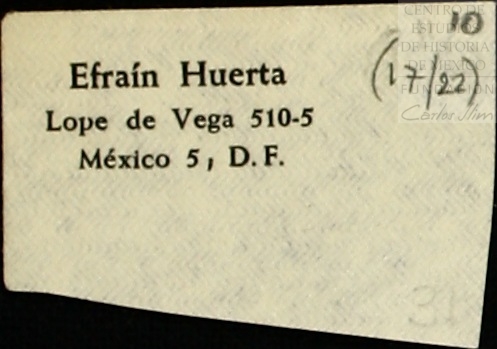 CENTRO DE
ESTUDIOS
DE HISTORIA
DE MÉXICO
FUNDACIÓN
Carlos Slim
10
(17/22)
Efraín Huerta
Lope de Vega 510-5
México 5, D.F.
31